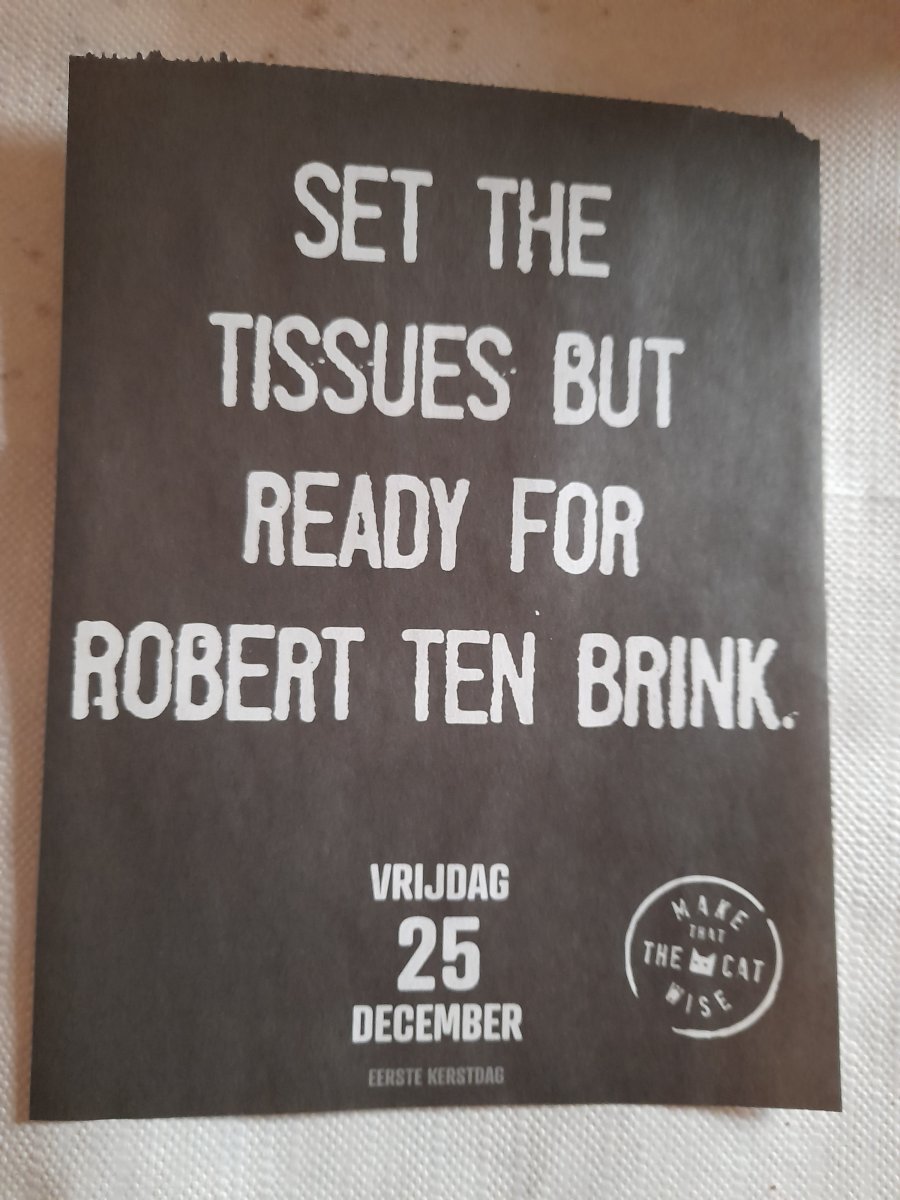 SET THE
TISSUES BUT
READY FOR
ROBERT TEN BRINK.
VRIJDAG
25
DECEMBER
EERSTE KERSTDAG
MAKE
THAT
THE CAT
WISE